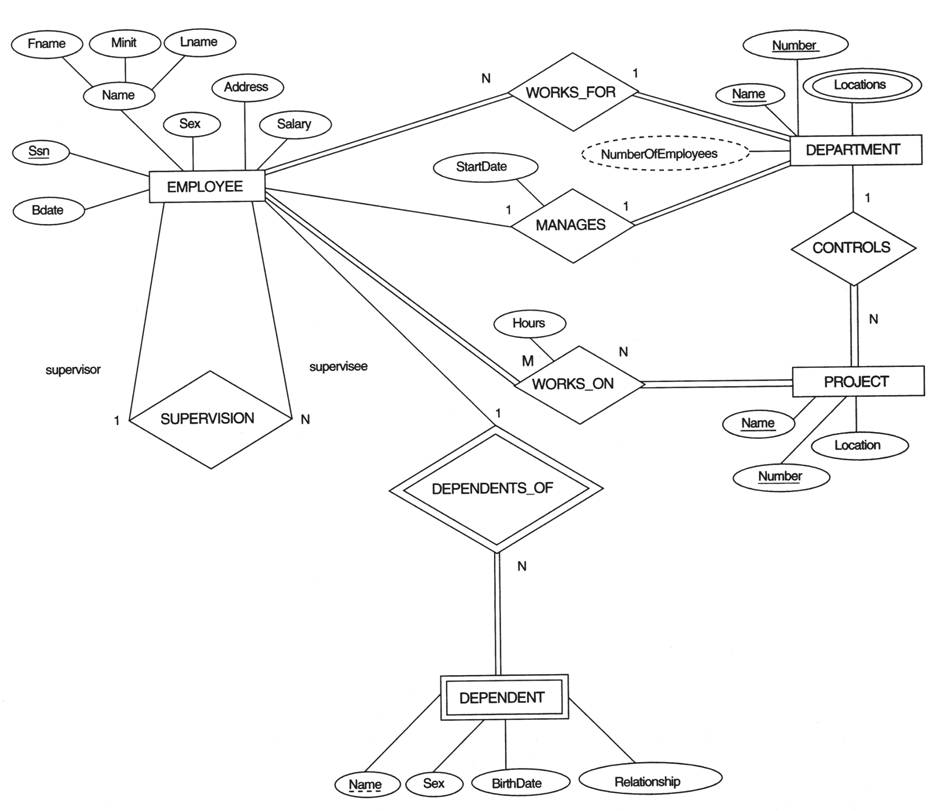 Fname
Minit
Lname
Name
Address
Sex
Salary
Ssn
Bdate
EMPLOYEE
N
WORKS_FOR
1
Number
Name
Locations
NumberOfEmployees
DEPARTMENT
StartDate
1
MANAGES
1
1
CONTROLS
N
supervisor
supervisee
1
SUPERVISION
N
Hours
M
WORKS_ON
N
PROJECT
Name
Number
Location
1
DEPENDENTS_OF
N
DEPENDENT
Name
Sex
BirthDate
Relationship